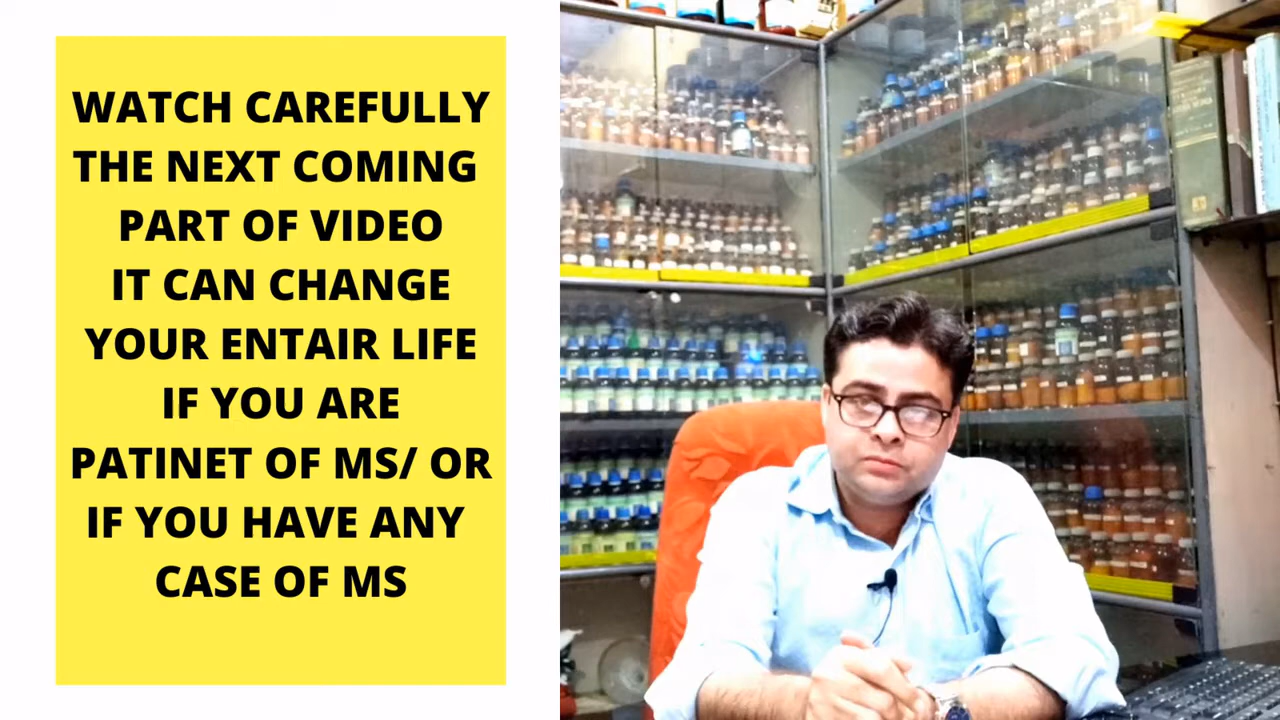 WATCH CAREFULLY
THE NEXT COMING
PART OF VIDEO
IT CAN CHANGE
YOUR ENTAIR LIFE
IF YOU ARE
PATINET OF MS/ OR
IF YOU HAVE ANY
CASE OF MS